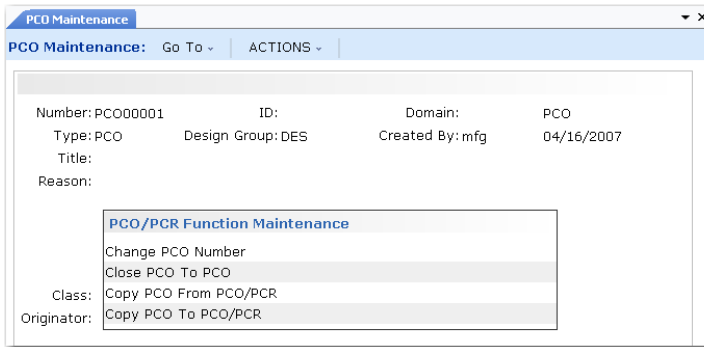 PCO Maintenance
PCO Maintenance: Go To ACTIONS
Number: PCO00001 ID: Domain: PCO
Type: PCO Design Group: DES Created By: mfg 04/16/2007
Title:
Reason:
PCO/PCR Function Maintenance
Change PCO Number
Close PCO To PCO
Class: Copy PCO From PCO/PCR
Originator: Copy PCO To PCO/PCR